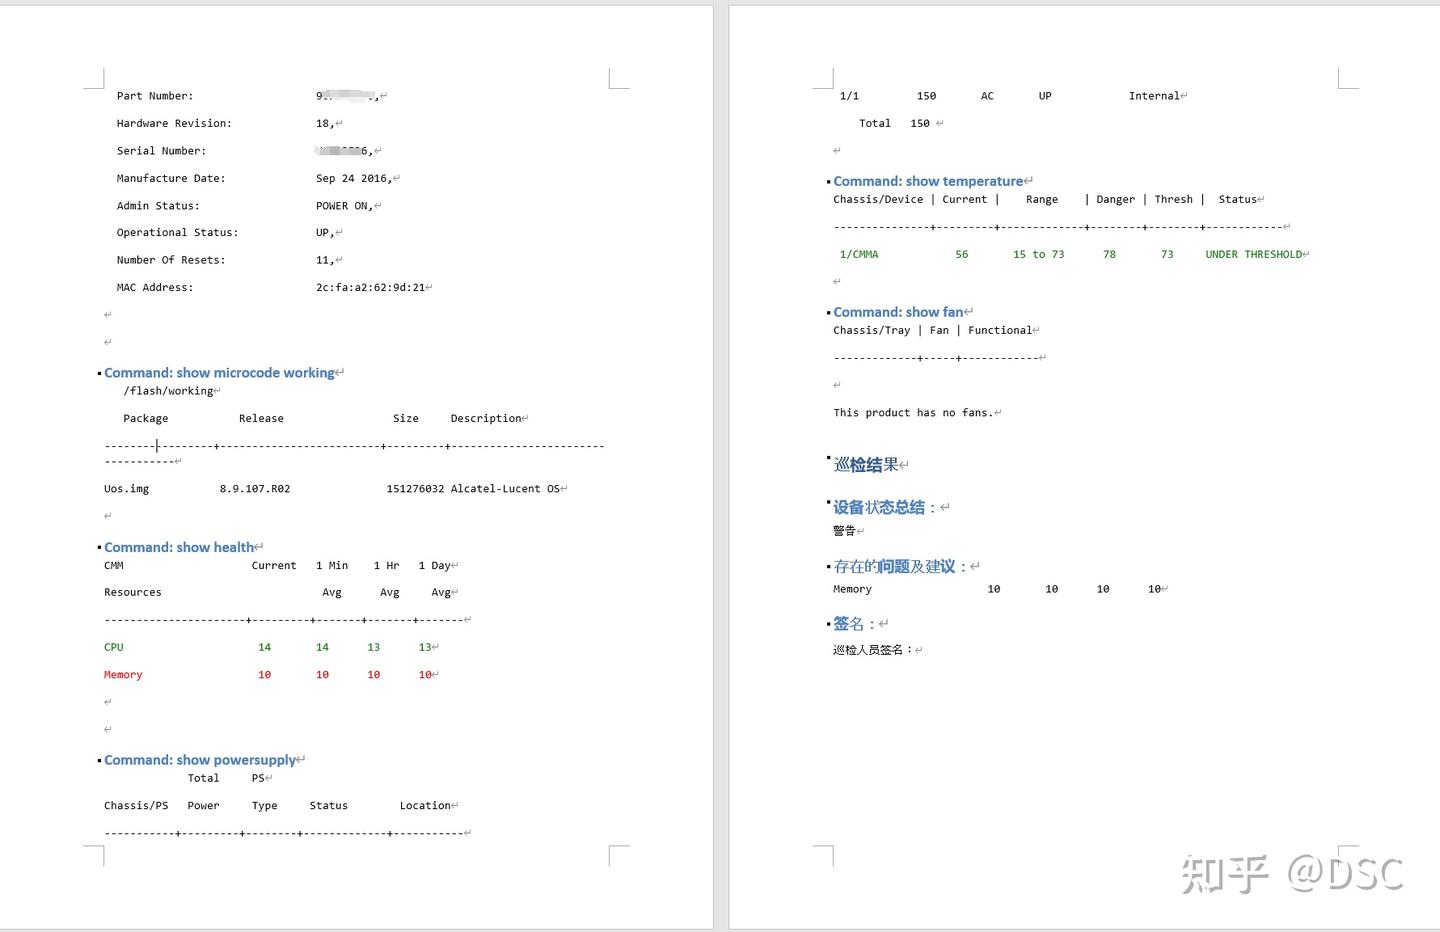 Part Number:
Hardware Revision: 18,
Serial Number: 6,
Manufacture Date: Sep 24 2016,
Admin Status: POWER ON,
Operational Status: UP,
Number Of Resets: 11,
MAC Address: 2c:fa:a2:62:9d:21
Command: show microcode working
/flash/working
Package Release Size Description
-----------------+-------------------------+---------+------------------------
-----------
Uos.img 8.9.107.R02 151276032 Alcatel-Lucent OS
Command: show health
CMM Current 1 Min 1 Hr 1 Day
Resources Avg Avg Avg
----------------------+---------+-------+-------+-------
CPU 14 14 13 13
Memory 10 10 10 10
Command: show powersupply
Total PS
Chassis/PS Power Type Status Location
-----------+---------+--------+-------------+-----------
1/1 150 AC UP Internal
Total 150
Command: show temperature
Chassis/Device | Current | Range | Danger | Thresh | Status
---------------+---------+-------------+--------+--------+------------
1/CMMA 56 15 to 73 78 73 UNDER THRESHOLD
Command: show fan
Chassis/Tray | Fan | Functional
-------------+-----+------------
This product has no fans.
巡检结果
设备状态总结：
警告
存在的问题及建议：
Memory 10 10 10 10
签名：
巡检人员签名：
知乎 @DSC